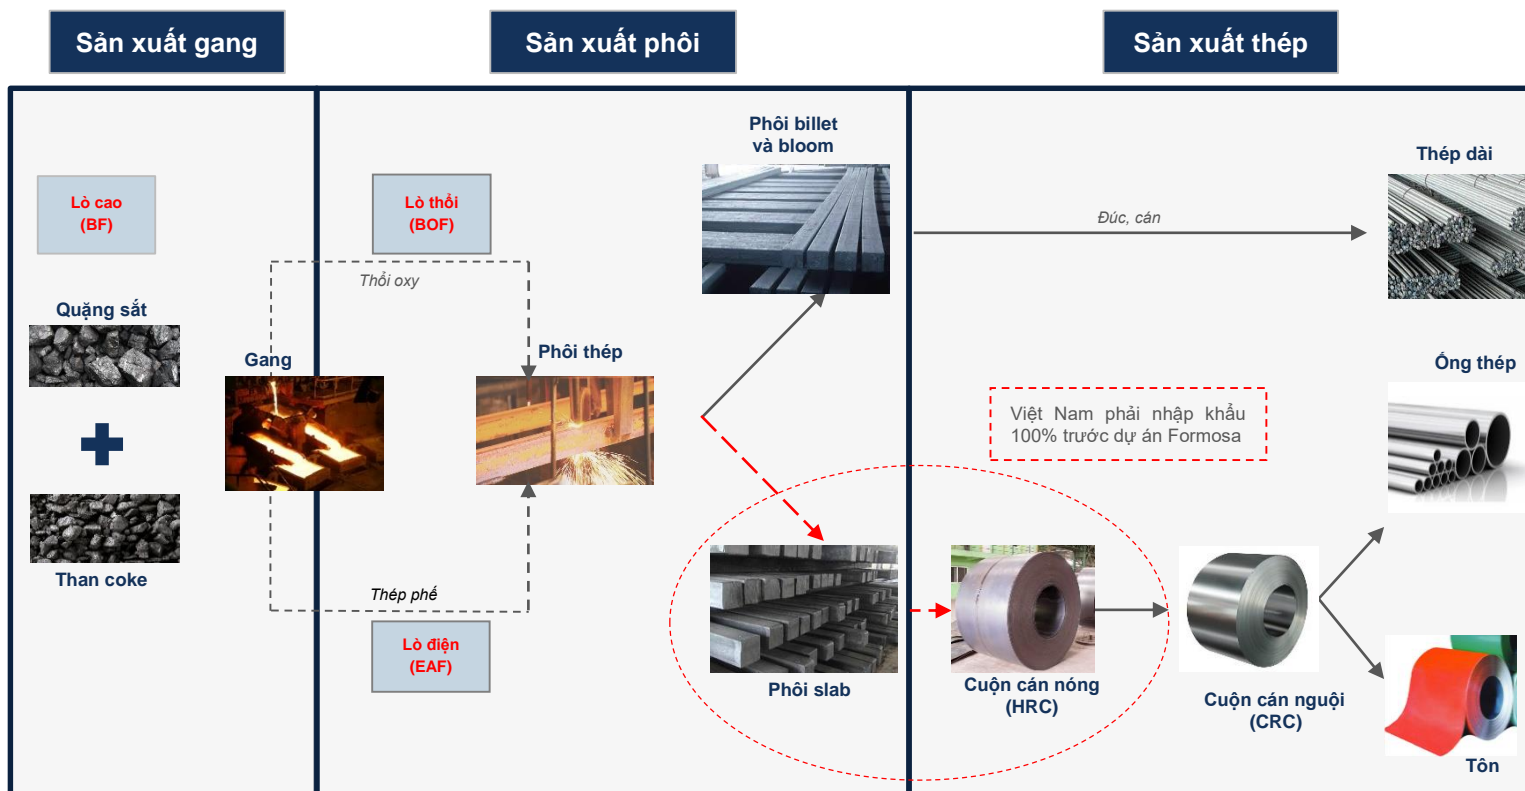 Sản xuất gang
Sản xuất phôi
Sản xuất thép
Lò cao
(BF)
Quặng sắt
Than coke
Gang
Lò thổi
(BOF)
Thổi oxy
Phôi thép
Thép phế
Lò điện
(EAF)
Phôi billet
và bloom
Phôi slab
Đúc, cán
Thép dài
Việt Nam phải nhập khẩu
100% trước dự án Formosa
Ống thép
Cuộn cán nóng
(HRC)
Cuộn cán nguội
(CRC)
Tôn